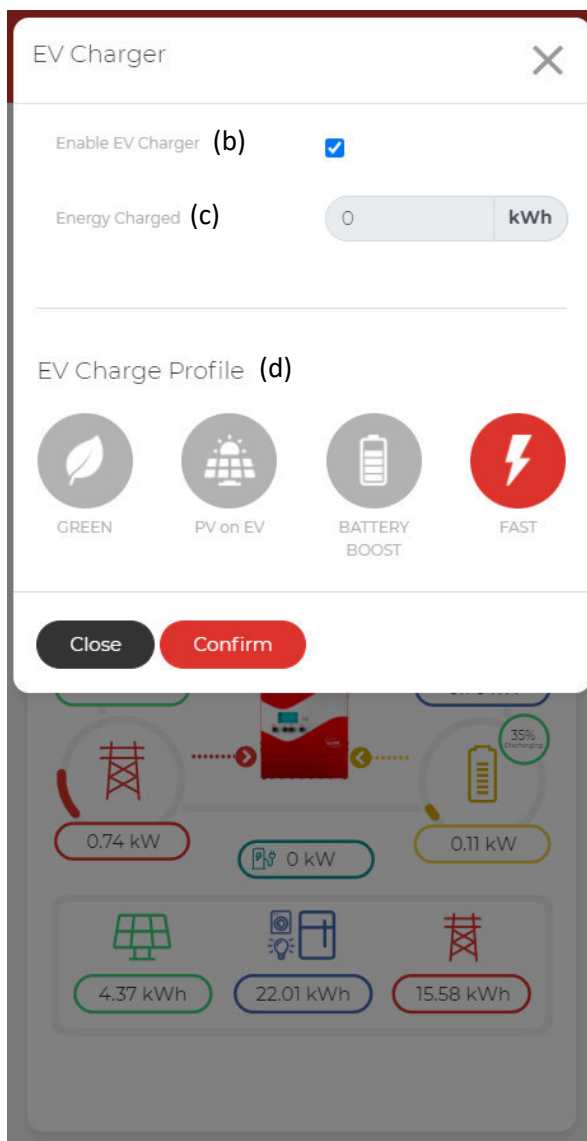 EV Charger
Enable EV Charger (b)
Energy Charged (c) 0 kWh
EV Charge Profile (d)
GREEN PV on EV BATTERY BOOST FAST
Close Confirm
35%
Discharging
0.74 kW 0 kW 0.11 kW
4.37 kWh 22.01 kWh 15.58 kWh